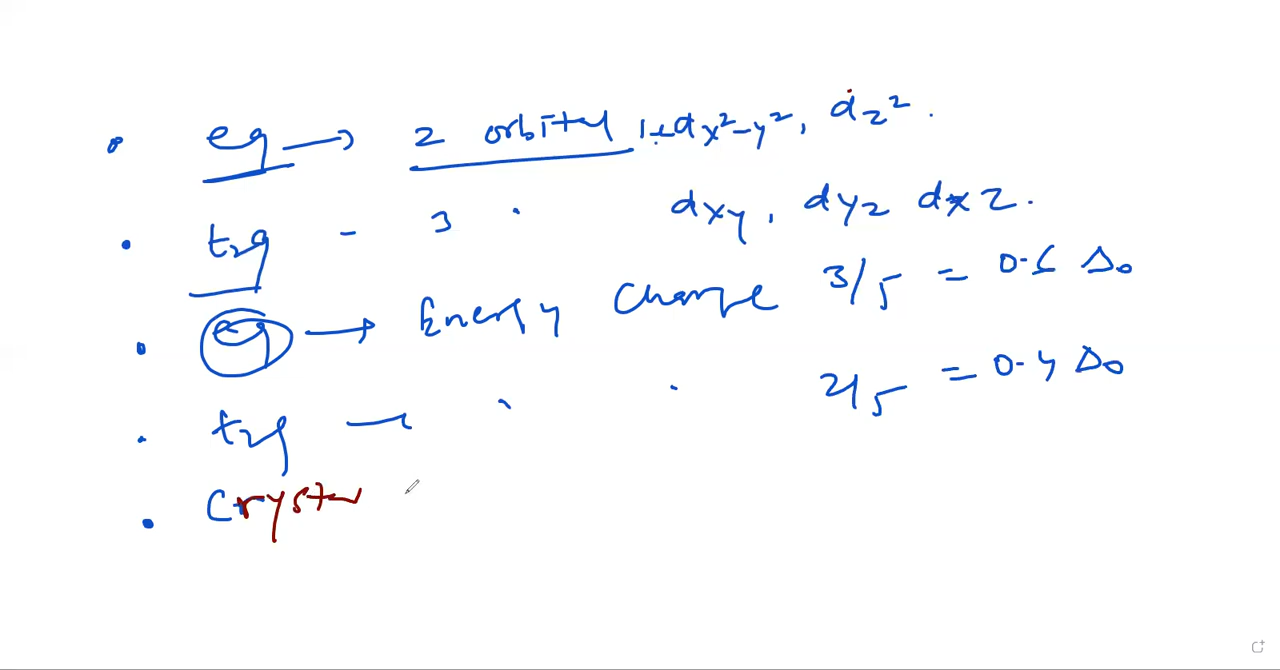 • eg → 2 orbital i.e dx²-y², dz².
• t2g - 3 " dxy, dyz dxz.
• eg → Energy change 3/5 = 0.6 Δo
• t2g — " " 2/5 = 0.4 Δo
• Crystal